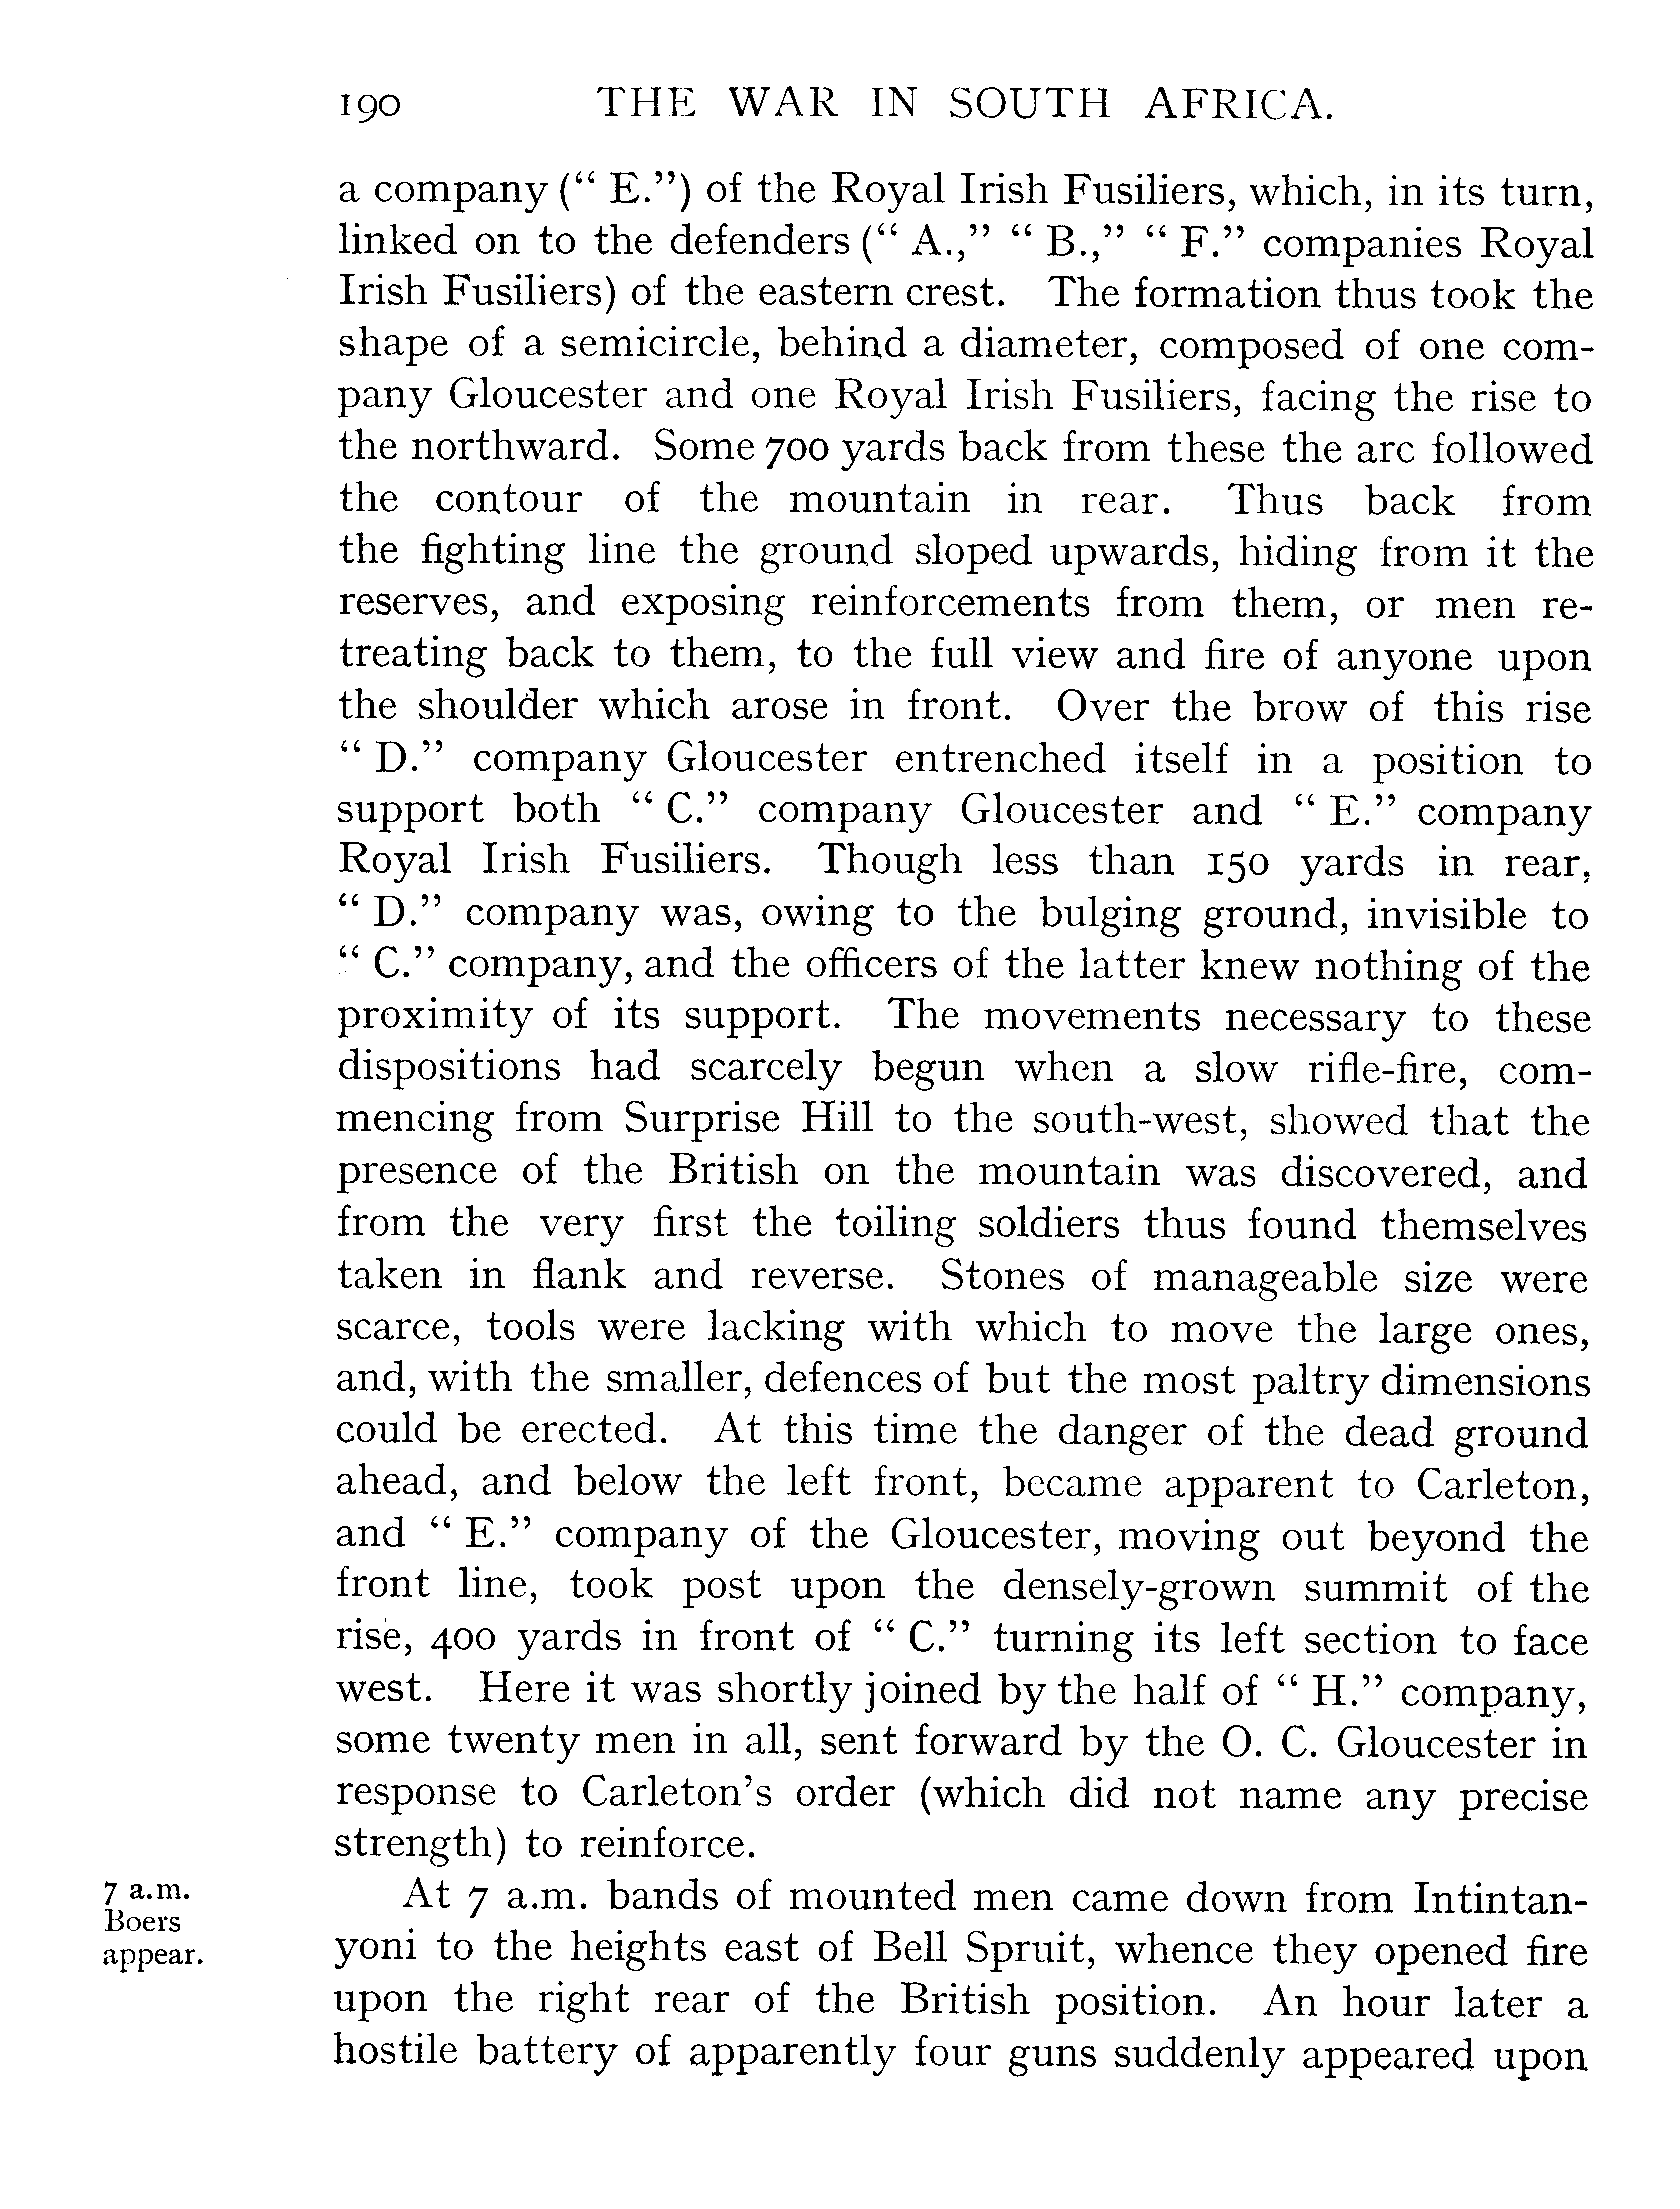 190 THE WAR IN SOUTH AFRICA.
a company (“ E.”) of the Royal Irish Fusiliers, which, in its turn,
linked on to the defenders (“ A.,” “ B.,” “ F.” companies Royal
Irish Fusiliers) of the eastern crest. The formation thus took the
shape of a semicircle, behind a diameter, composed of one com-
pany Gloucester and one Royal Irish Fusiliers, facing the rise to
the northward. Some 700 yards back from these the arc followed
the contour of the mountain in rear. Thus back from
the fighting line the ground sloped upwards, hiding from it the
reserves, and exposing reinforcements from them, or men re-
treating back to them, to the full view and fire of anyone upon
the shoulder which arose in front. Over the brow of this rise
“ D.” company Gloucester entrenched itself in a position to
support both “ C.” company Gloucester and “ E.” company
Royal Irish Fusiliers. Though less than 150 yards in rear,
“ D.” company was, owing to the bulging ground, invisible to
“ C.” company, and the officers of the latter knew nothing of the
proximity of its support. The movements necessary to these
dispositions had scarcely begun when a slow rifle-fire, com-
mencing from Surprise Hill to the south-west, showed that the
presence of the British on the mountain was discovered, and
from the very first the toiling soldiers thus found themselves
taken in flank and reverse. Stones of manageable size were
scarce, tools were lacking with which to move the large ones,
and, with the smaller, defences of but the most paltry dimensions
could be erected. At this time the danger of the dead ground
ahead, and below the left front, became apparent to Carleton,
and “ E.” company of the Gloucester, moving out beyond the
front line, took post upon the densely-grown summit of the
rise, 400 yards in front of “ C.” turning its left section to face
west. Here it was shortly joined by the half of “ H.” company,
some twenty men in all, sent forward by the O. C. Gloucester in
response to Carleton’s order (which did not name any precise
strength) to reinforce.
7 a.m.
Boers
appear.
At 7 a.m. bands of mounted men came down from Intintan-
yoni to the heights east of Bell Spruit, whence they opened fire
upon the right rear of the British position. An hour later a
hostile battery of apparently four guns suddenly appeared upon